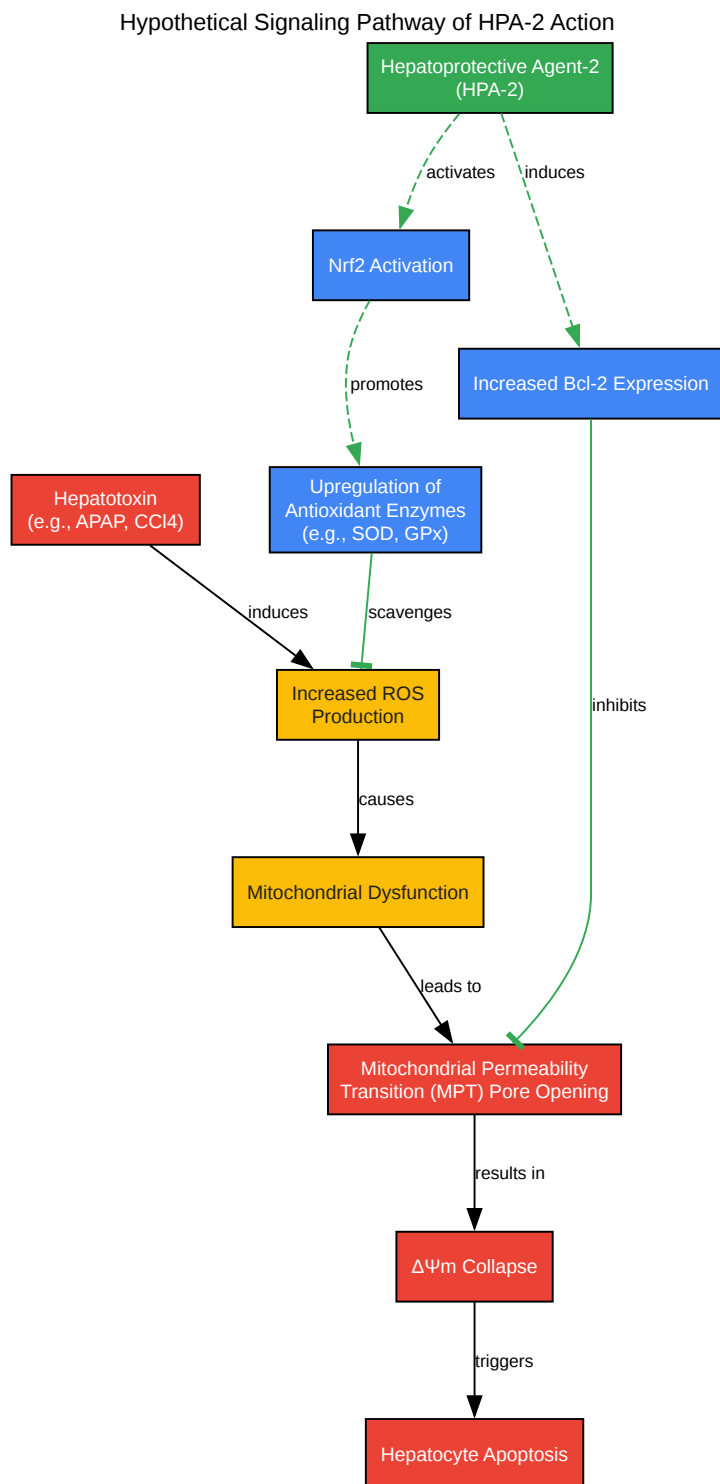 Hypothetical Signaling Pathway of HPA-2 Action
Hepatoprotective Agent-2
(HPA-2)
activates
induces
Nrf2 Activation
Increased Bcl-2 Expression
promotes
Hepatotoxin
(e.g., APAP, CCl4)
Upregulation of
Antioxidant Enzymes
(e.g., SOD, GPx)
induces
scavenges
Increased ROS
Production
inhibits
causes
Mitochondrial Dysfunction
leads to
Mitochondrial Permeability
Transition (MPT) Pore Opening
results in
ΔΨm Collapse
triggers
Hepatocyte Apoptosis